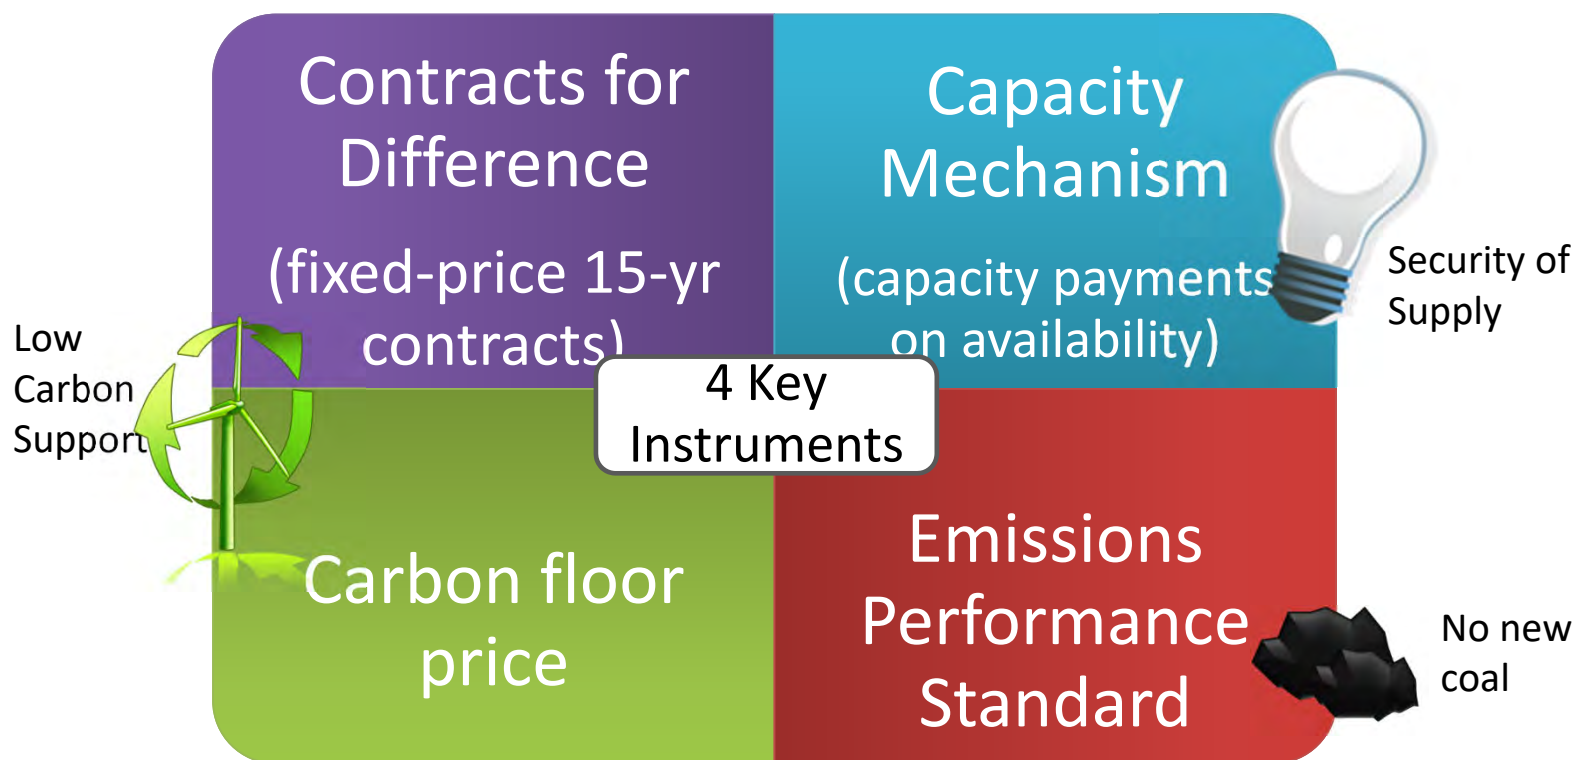 Contracts for
Difference
(fixed-price 15-yr
contracts)
Capacity
Mechanism
(capacity payments
on availability)
Security of
Supply
Low
Carbon
Support
4 Key
Instruments
Carbon floor
price
Emissions
Performance
Standard
No new
coal